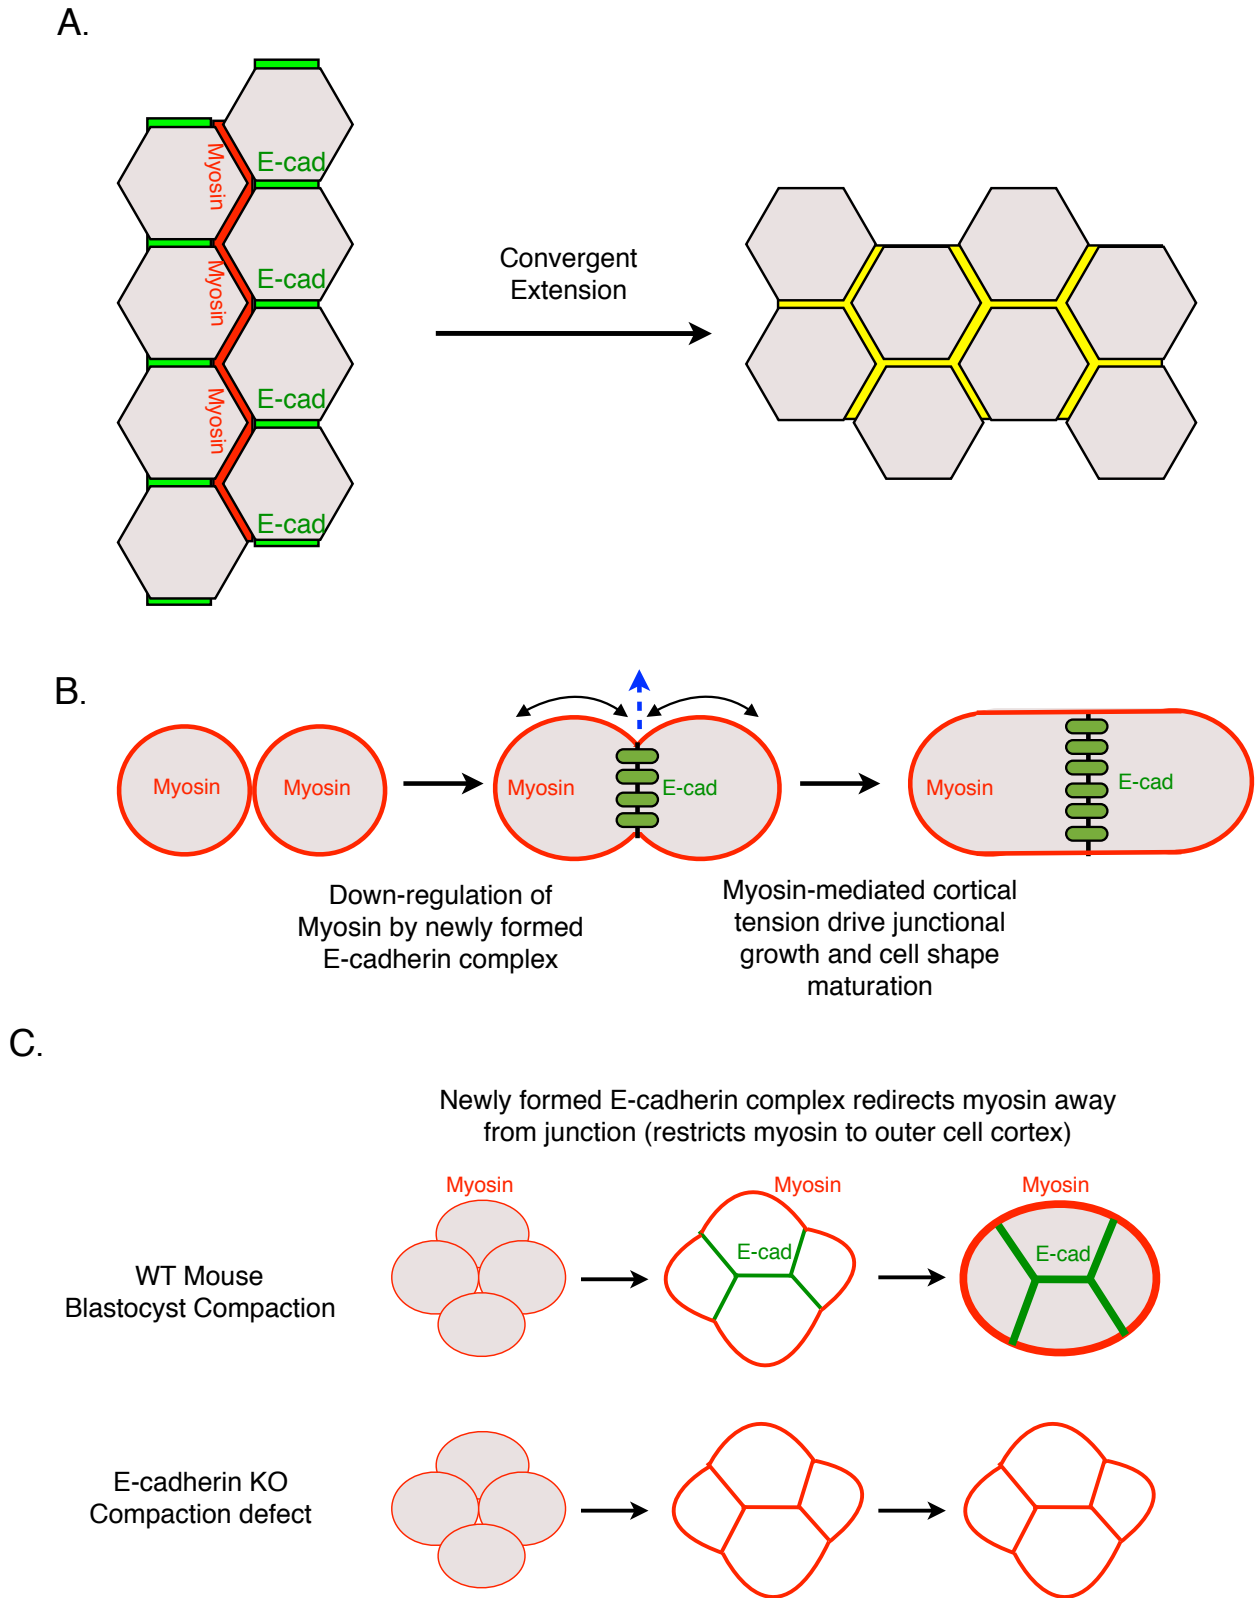 A.
E-cad
Myosin
E-cad
Myosin
E-cad
Myosin
E-cad
Convergent
Extension
B.
Myosin
Myosin
Myosin
E-cad
Myosin
E-cad
Down-regulation of
Myosin by newly formed
E-cadherin complex
Myosin-mediated cortical
tension drive junctional
growth and cell shape
maturation
C.
Newly formed E-cadherin complex redirects myosin away
from junction (restricts myosin to outer cell cortex)
Myosin
Myosin
Myosin
E-cad
E-cad
WT Mouse
Blastocyst Compaction
E-cadherin KO
Compaction defect